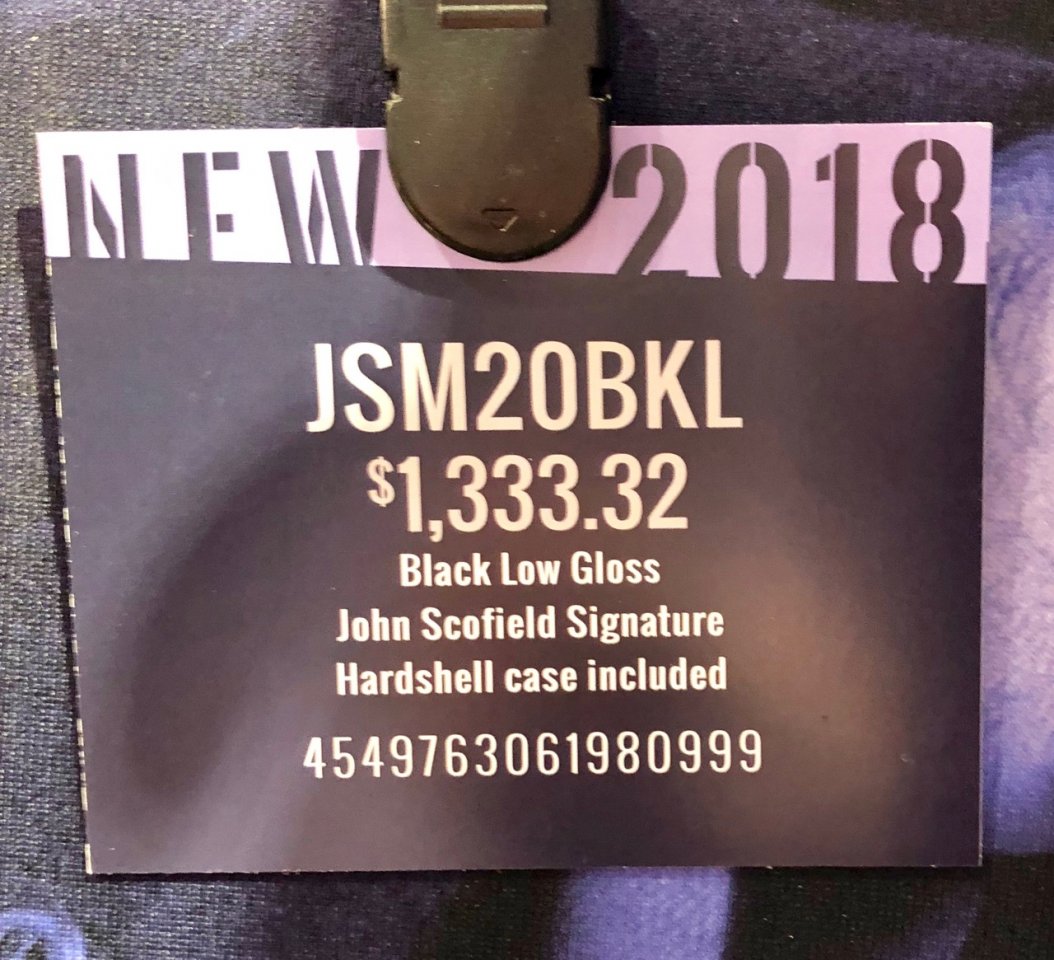 NEW 2018
JSM20BKL
$1,333.32
Black Low Gloss
John Scofield Signature
Hardshell case included
4549763061980999